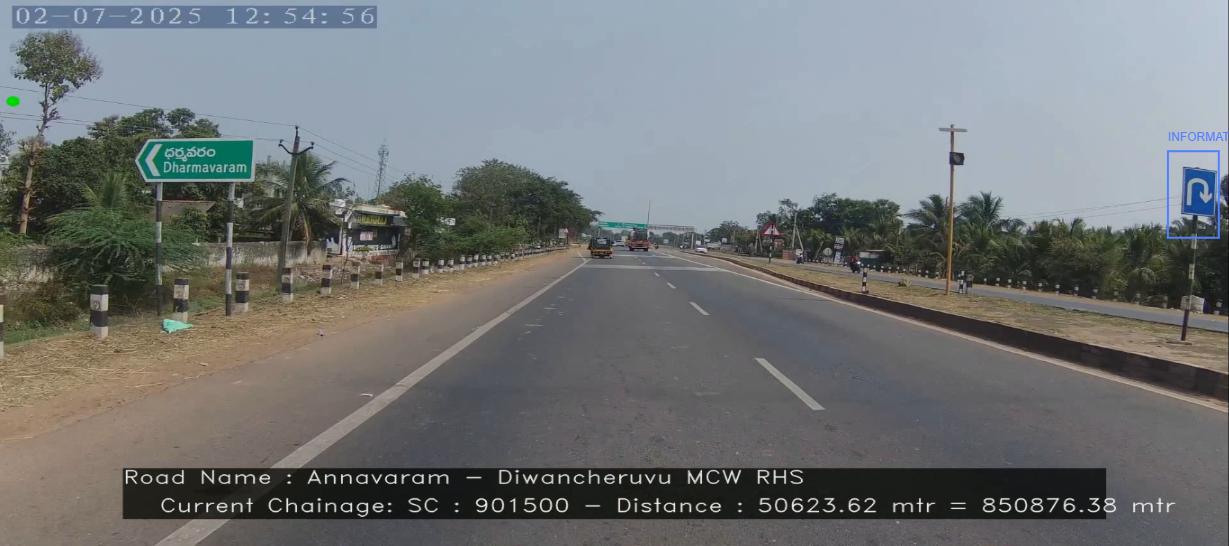 02-07-2025 12:54:56
INFORMAT
ధర్మవరం
Dharmavaram
Road Name : Annavaram - Diwancheruvu MCW RHS
Current Chainage: SC : 901500 - Distance : 50623.62 mtr = 850876.38 mtr